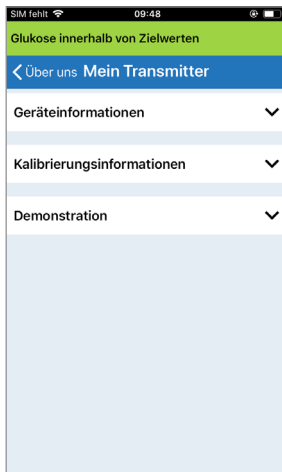 SIM fehlt 09:48
Glukose innerhalb von Zielwerten
Über uns Mein Transmitter
Geräteinformationen
Kalibrierungsinformationen
Demonstration